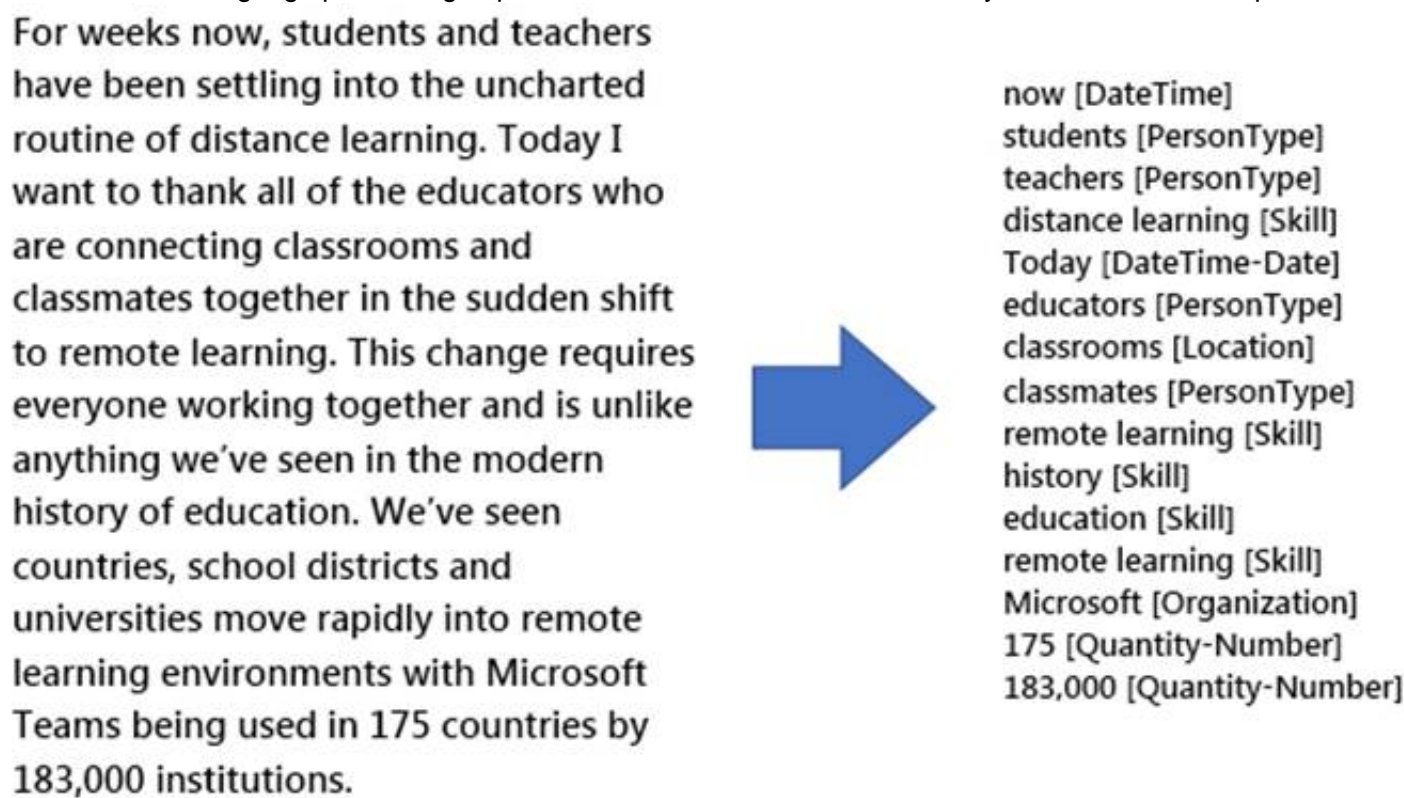 For weeks now, students and teachers
have been settling into the uncharted
routine of distance learning. Today I
want to thank all of the educators who
are connecting classrooms and
classmates together in the sudden shift
to remote learning. This change requires
everyone working together and is unlike
anything we've seen in the modern
history of education. We've seen
countries, school districts and
universities move rapidly into remote
learning environments with Microsoft
Teams being used in 175 countries by
183,000 institutions.
now [DateTime]
students [PersonType]
teachers [PersonType]
distance learning [Skill]
Today [DateTime-Date]
educators [PersonType]
classrooms [Location]
classmates [PersonType]
remote learning [Skill]
history [Skill]
education [Skill]
remote learning [Skill]
Microsoft [Organization]
175 [Quantity-Number]
183,000 [Quantity-Number]